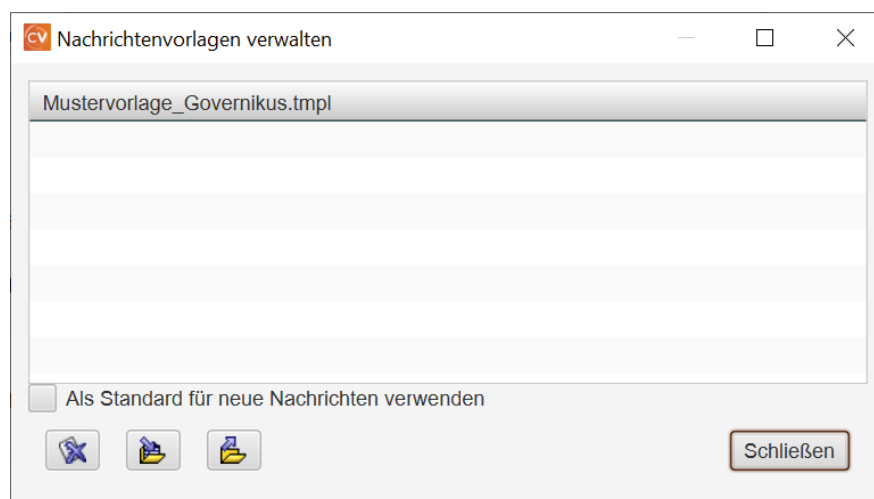 CV Nachrichtenvorlagen verwalten
Mustervorlage_Governikus.tmpl
Als Standard für neue Nachrichten verwenden
Schließen